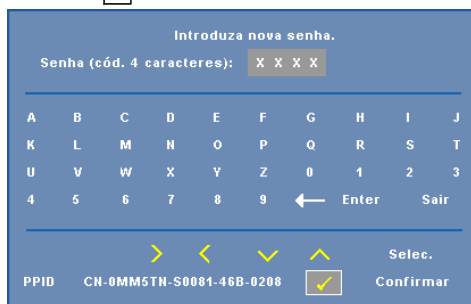 Introduza nova senha.
Senha (cód. 4 caracteres): X X X X
A B C D E F G H I J
K L M N O P Q R S T
U V W X Y Z 0 1 2 3
4 5 6 7 8 9 ← Enter Sair
Selec.
PPID CN-0MM5TN-S0081-46B-0208 ✓ Confirmar